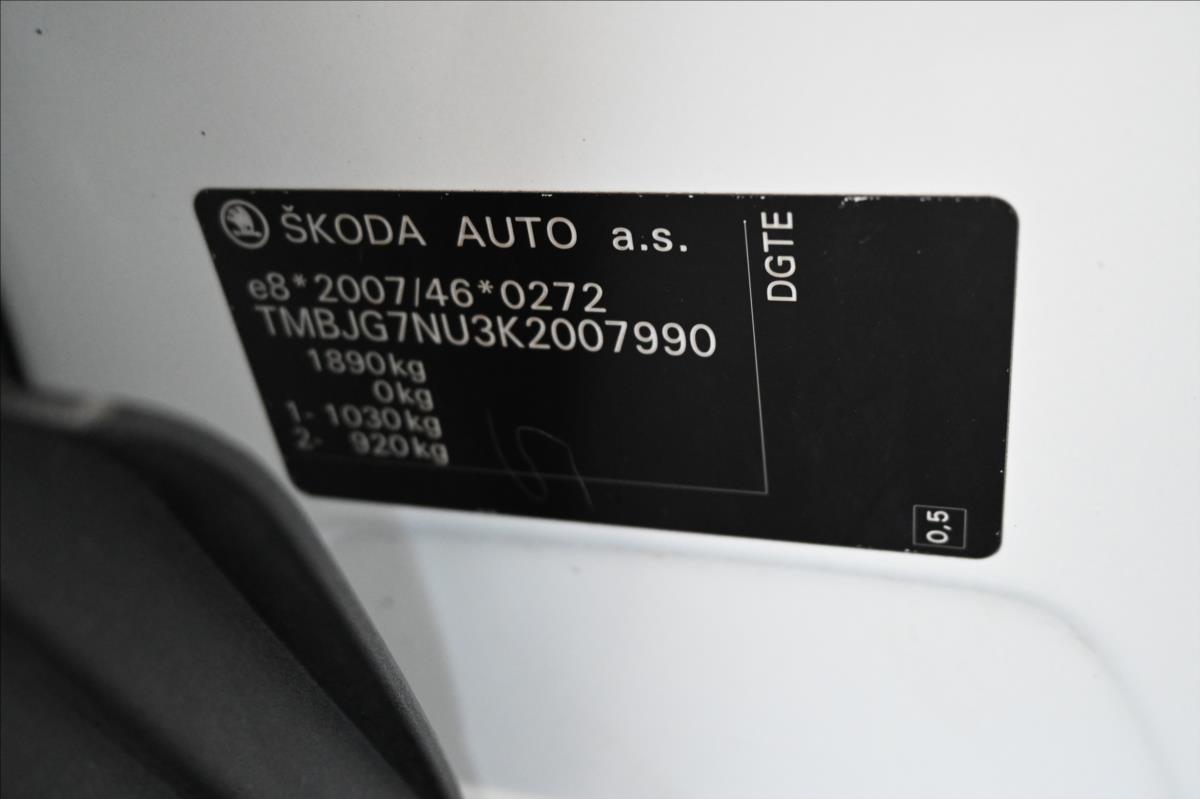 ŠKODA AUTO a.s.
e8*2007/46*0272
TMBJG7NU3K2007990
1890kg
0kg
1- 1030kg
2- 920kg
DGTE
0,5